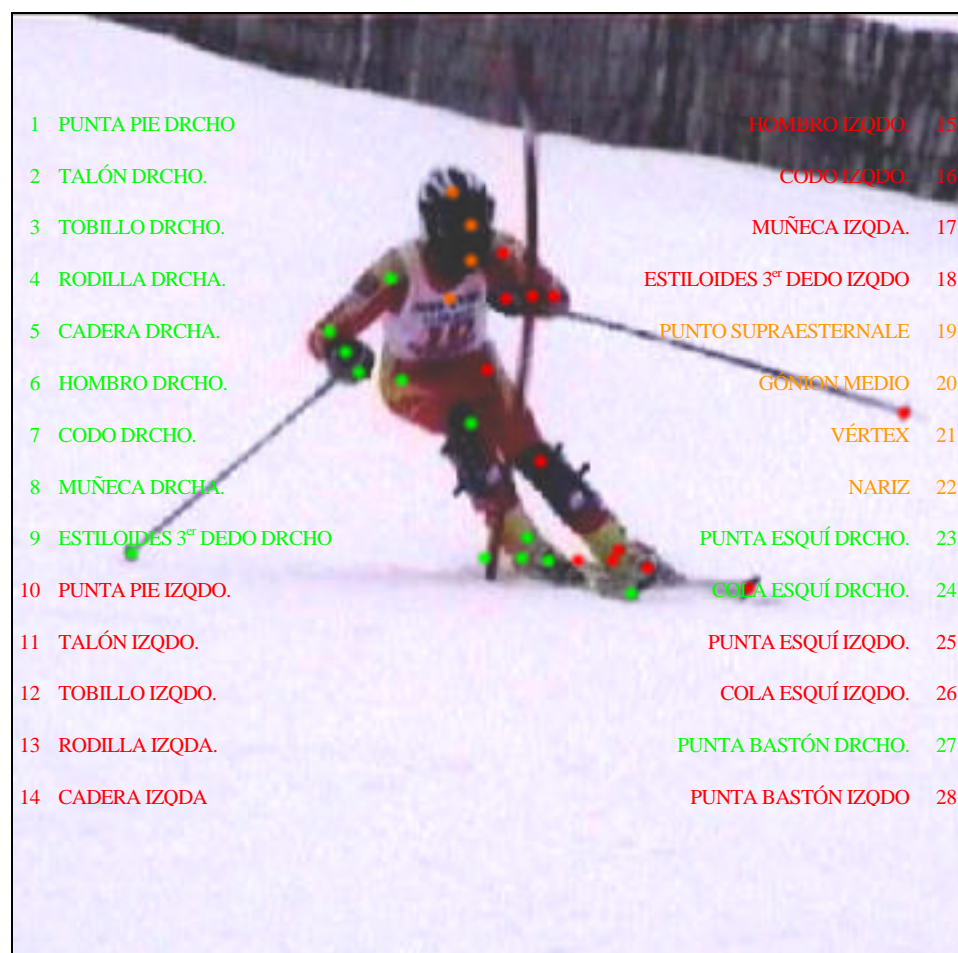 1 PUNTA PIE DRCHO
2 TALÓN DRCHO.
3 TOBILLO DRCHO.
4 RODILLA DRCHA.
5 CADERA DRCHA.
6 HOMBRO DRCHO.
7 CODO DRCHO.
8 MUÑECA DRCHA.
9 ESTILOIDES 3er DEDO DRCHO
10 PUNTA PIE IZQDO.
11 TALÓN IZQDO.
12 TOBILLO IZQDO.
13 RODILLA IZQDA.
14 CADERA IZQDA
HOMBRO IZQDO. 15
CODO IZQDO. 16
MUÑECA IZQDA. 17
ESTILOIDES 3er DEDO IZQDO 18
PUNTO SUPRAESTERNALE 19
GÓNION MEDIO 20
VÉRTEX 21
NARIZ 22
PUNTA ESQUÍ DRCHO. 23
COLA ESQUÍ DRCHO. 24
PUNTA ESQUÍ IZQDO. 25
COLA ESQUÍ IZQDO. 26
PUNTA BASTÓN DRCHO. 27
PUNTA BASTÓN IZQDO 28